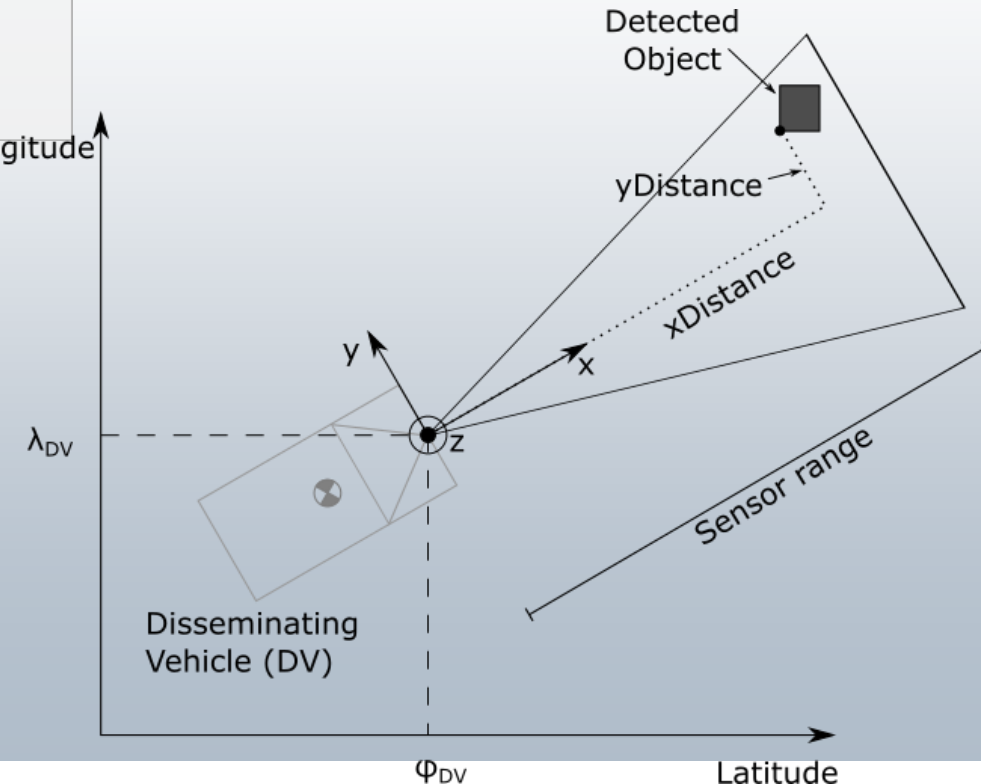 Detected
Object
gitude
yDistance
xDistance
y
x
λDV
z
Sensor range
Disseminating
Vehicle (DV)
φDV
Latitude